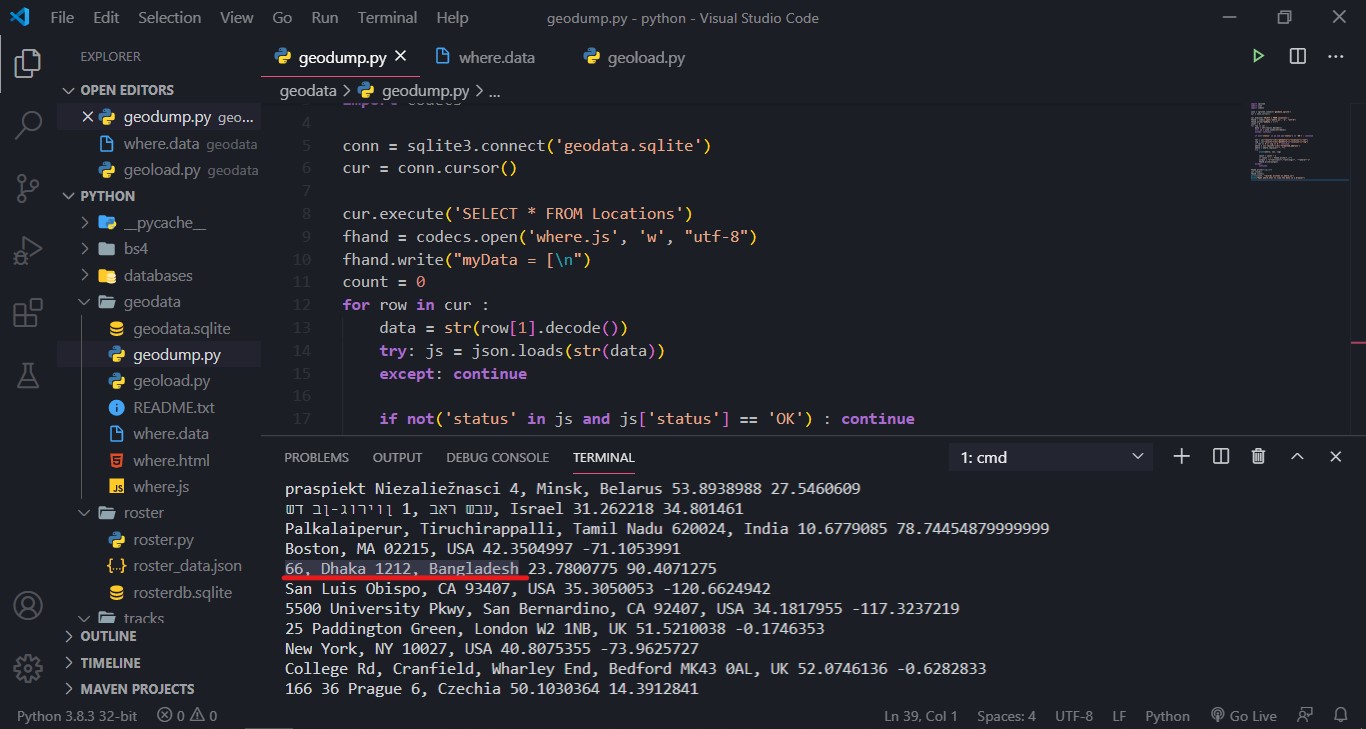 File Edit Selection View Go Run Terminal Help geodump.py - python - Visual Studio Code
EXPLORER
OPEN EDITORS
geodump.py geo...
where.data geodata
geoload.py geodata
PYTHON
__pycache__
bs4
databases
geodata
geodata.sqlite
geodump.py
geoload.py
README.txt
where.data
where.html
where.js
roster
roster.py
roster_data.json
rosterdb.sqlite
tracks
OUTLINE
TIMELINE
MAVEN PROJECTS
geodump.py where.data geoload.py
geodata > geodump.py > ...
import codecs
4
5 conn = sqlite3.connect('geodata.sqlite')
6 cur = conn.cursor()
7
8 cur.execute('SELECT * FROM Locations')
9 fhand = codecs.open('where.js', 'w', "utf-8")
10 fhand.write("myData = [\n")
11 count = 0
12 for row in cur :
13 data = str(row[1].decode())
14 try: js = json.loads(str(data))
15 except: continue
16
17 if not('status' in js and js['status'] == 'OK') : continue
PROBLEMS OUTPUT DEBUG CONSOLE TERMINAL 1: cmd
praspiekt Niezaliežnasci 4, Minsk, Belarus 53.8938988 27.5460609
שד בן-גוריון 1, באר שבע, Israel 31.262218 34.801461
Palkalaiperur, Tiruchirappalli, Tamil Nadu 620024, India 10.6779085 78.74454879999999
Boston, MA 02215, USA 42.3504997 -71.1053991
66, Dhaka 1212, Bangladesh 23.7800775 90.4071275
San Luis Obispo, CA 93407, USA 35.3050053 -120.6624942
5500 University Pkwy, San Bernardino, CA 92407, USA 34.1817955 -117.3237219
25 Paddington Green, London W2 1NB, UK 51.5210038 -0.1746353
New York, NY 10027, USA 40.8075355 -73.9625727
College Rd, Cranfield, Wharley End, Bedford MK43 0AL, UK 52.0746136 -0.6282833
166 36 Prague 6, Czechia 50.1030364 14.3912841
Python 3.8.3 32-bit 0 0 Ln 39, Col 1 Spaces: 4 UTF-8 LF Python Go Live